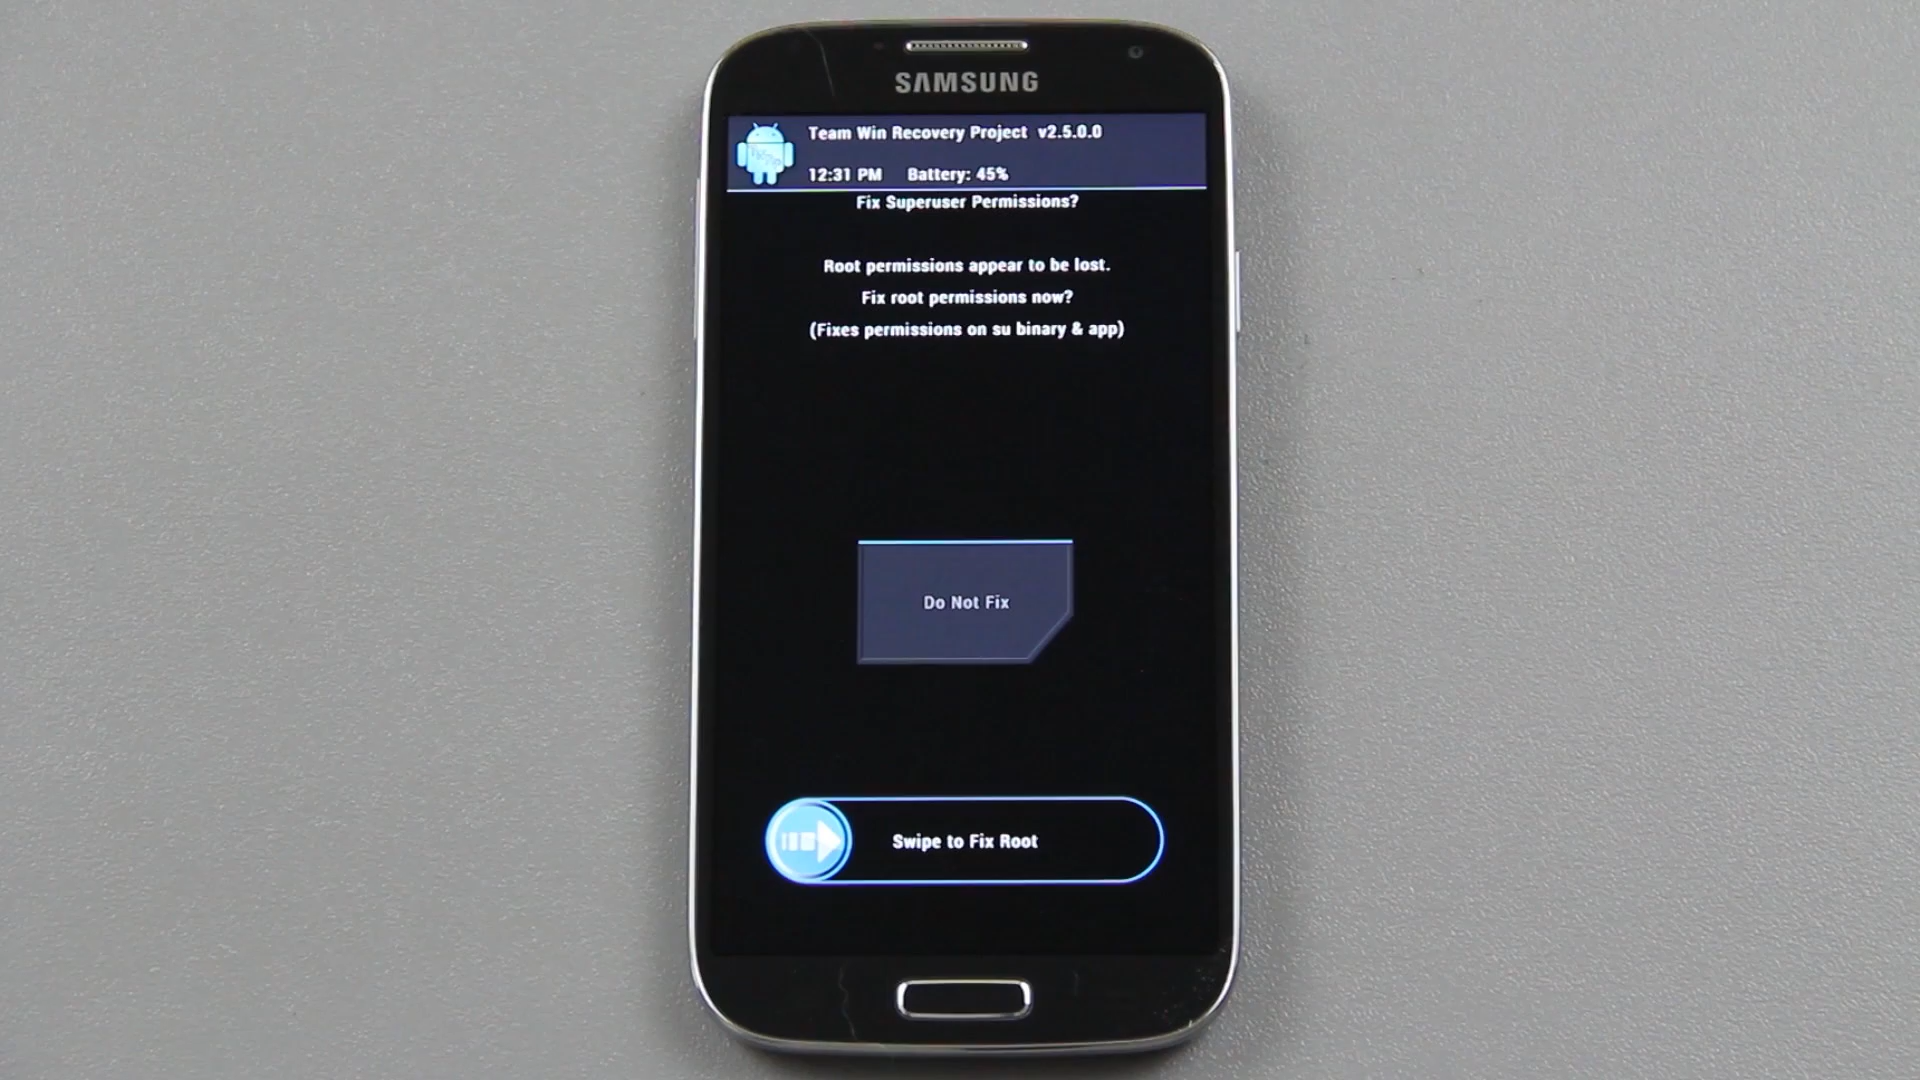 SAMSUNG
Team Win Recovery Project v2.5.0.0
12:31 PM Battery: 45%
Fix Superuser Permissions?
Root permissions appear to be lost.
Fix root permissions now?
(Fixes permissions on su binary & app)
Do Not Fix
Swipe to Fix Root